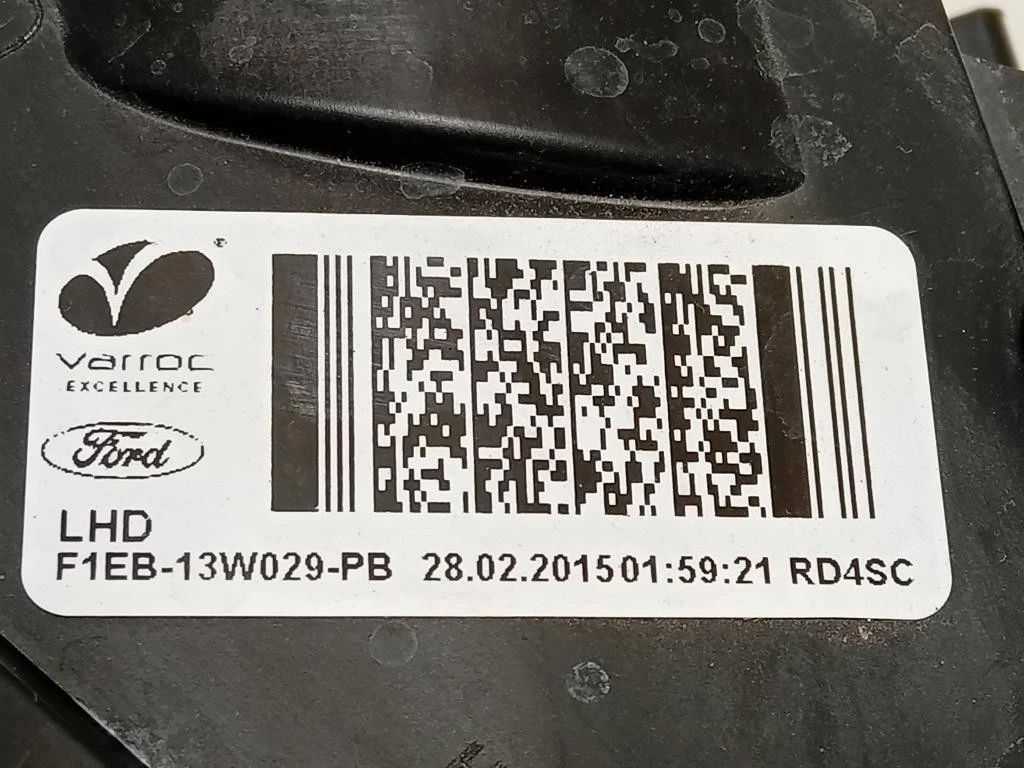 ®
varroc
EXCELLENCE
Ford
LHD
F1EB-13W029-PB 28.02.2015 01:59:21 RD4SC